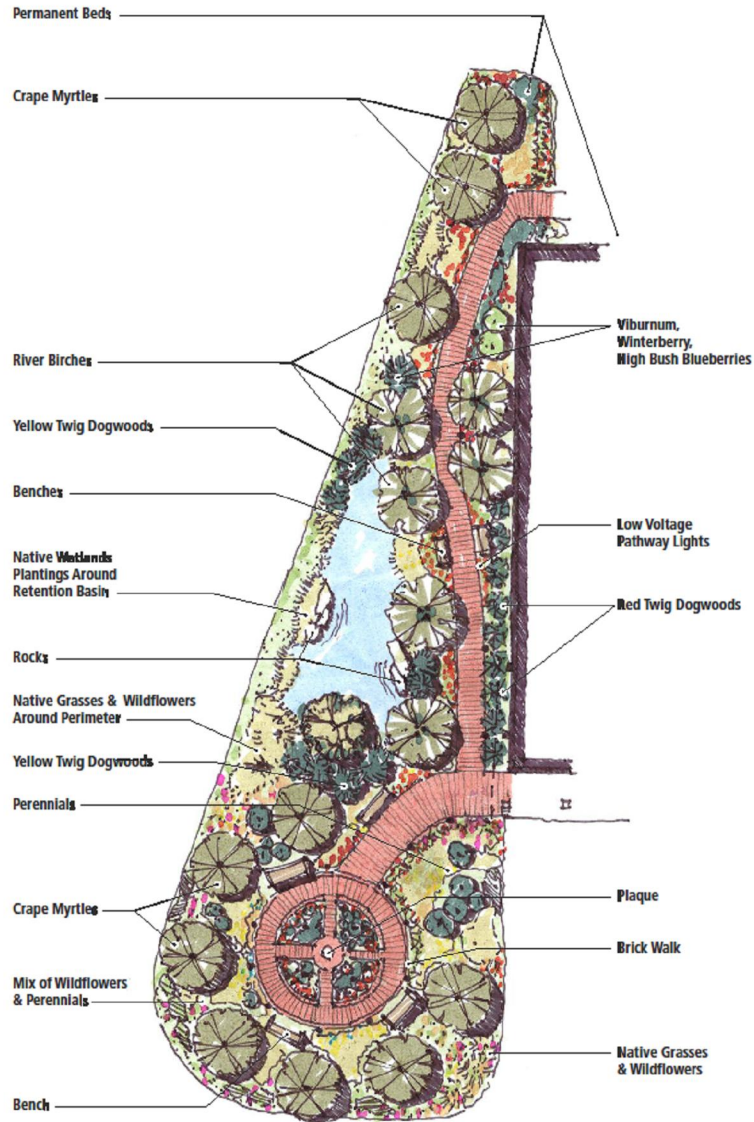 Permanent Beds
Crape Myrtles
River Birches
Viburnum,
Winterberry,
High Bush Blueberries
Yellow Twig Dogwoods
Benches
Low Voltage
Pathway Lights
Native Wetlands
Plantings Around
Retention Basin
Red Twig Dogwoods
Rocks
Native Grasses & Wildflowers
Around Perimeter
Yellow Twig Dogwoods
Perennials
Plaque
Crape Myrtles
Brick Walk
Mix of Wildflowers
& Perennials
Native Grasses
& Wildflowers
Bench